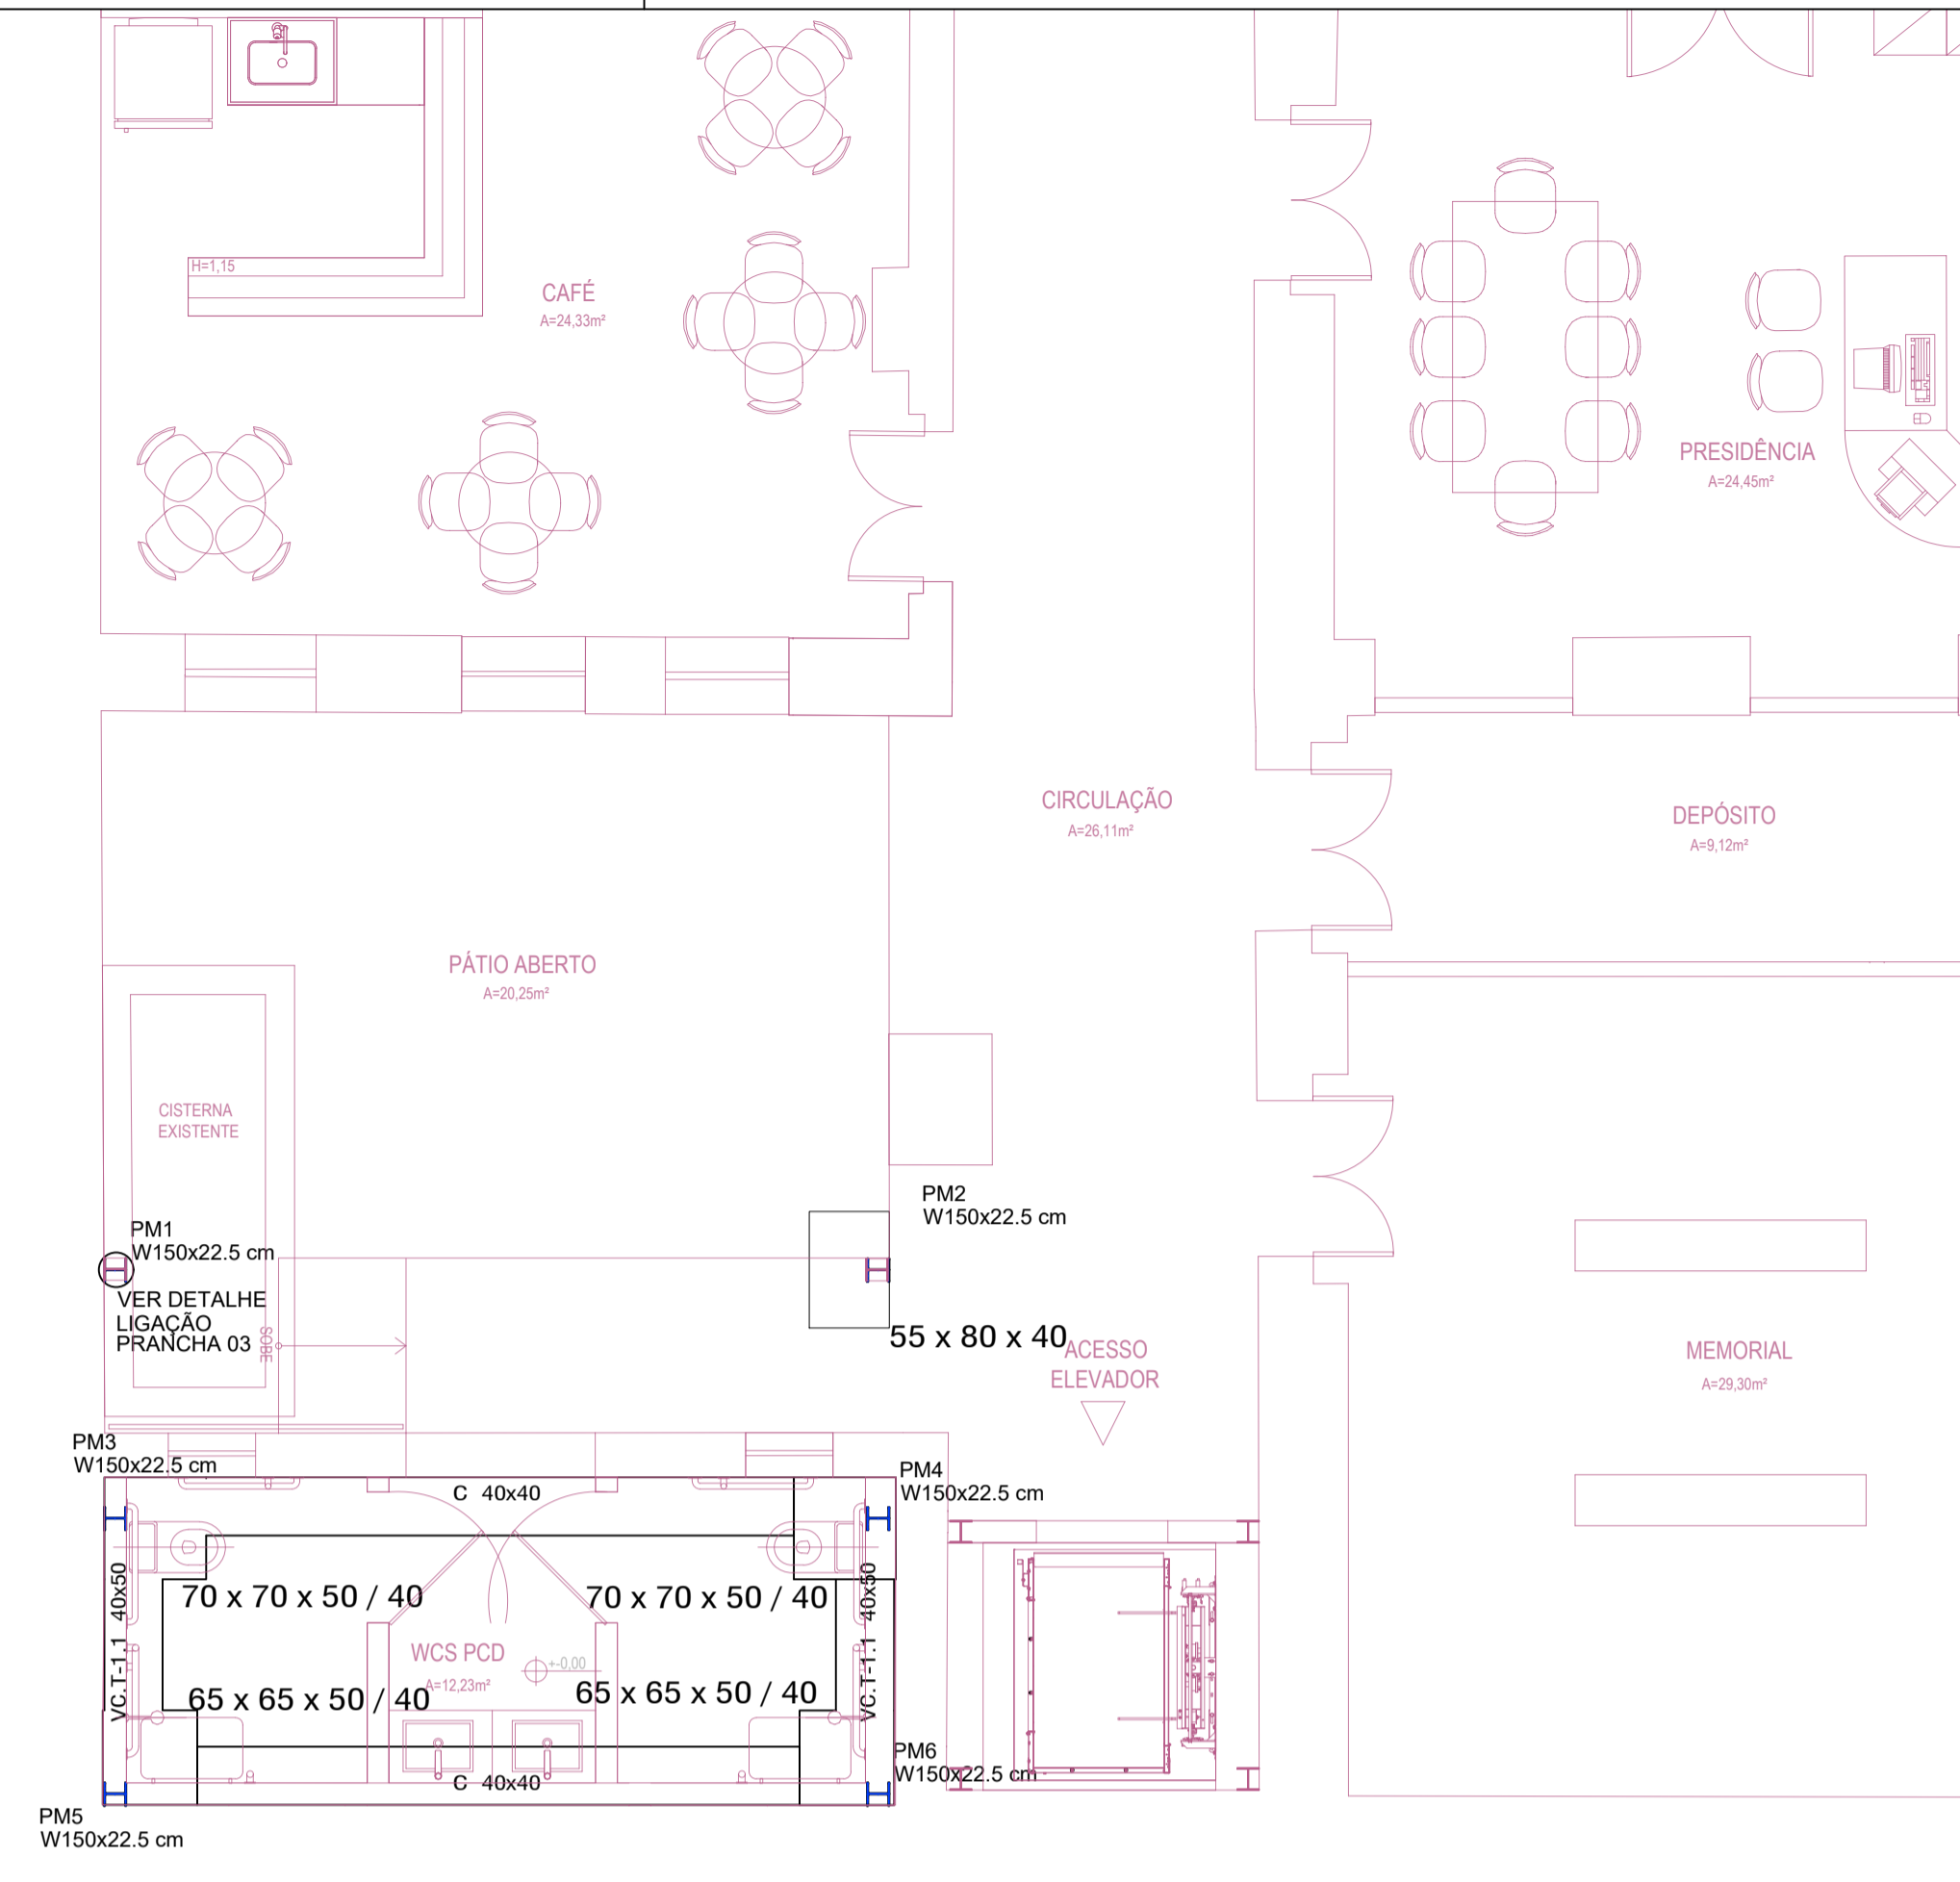 H=1,15
CAFÉ
A=24,33m²
PRESIDÊNCIA
A=24,45m²
CIRCULAÇÃO
A=26,11m²
DEPÓSITO
A=9,12m²
PÁTIO ABERTO
A=20,25m²
CISTERNA
EXISTENTE
PM1
W150x22.5 cm
PM2
W150x22.5 cm
VER DETALHE
LIGAÇÃO
PRANCHA 03
SOBE
55 x 80 x 40
ACESSO
ELEVADOR
MEMORIAL
A=29,30m²
PM3
W150x22.5 cm
PM4
W150x22.5 cm
C 40x40
VC.T-1.1 40x50
70 x 70 x 50 / 40
70 x 70 x 50 / 40
VC.T-1.1 40x50
WCS PCD
A=12,23m²
+-0,00
65 x 65 x 50 / 40
65 x 65 x 50 / 40
C 40x40
PM6
W150x22.5 cm
PM5
W150x22.5 cm